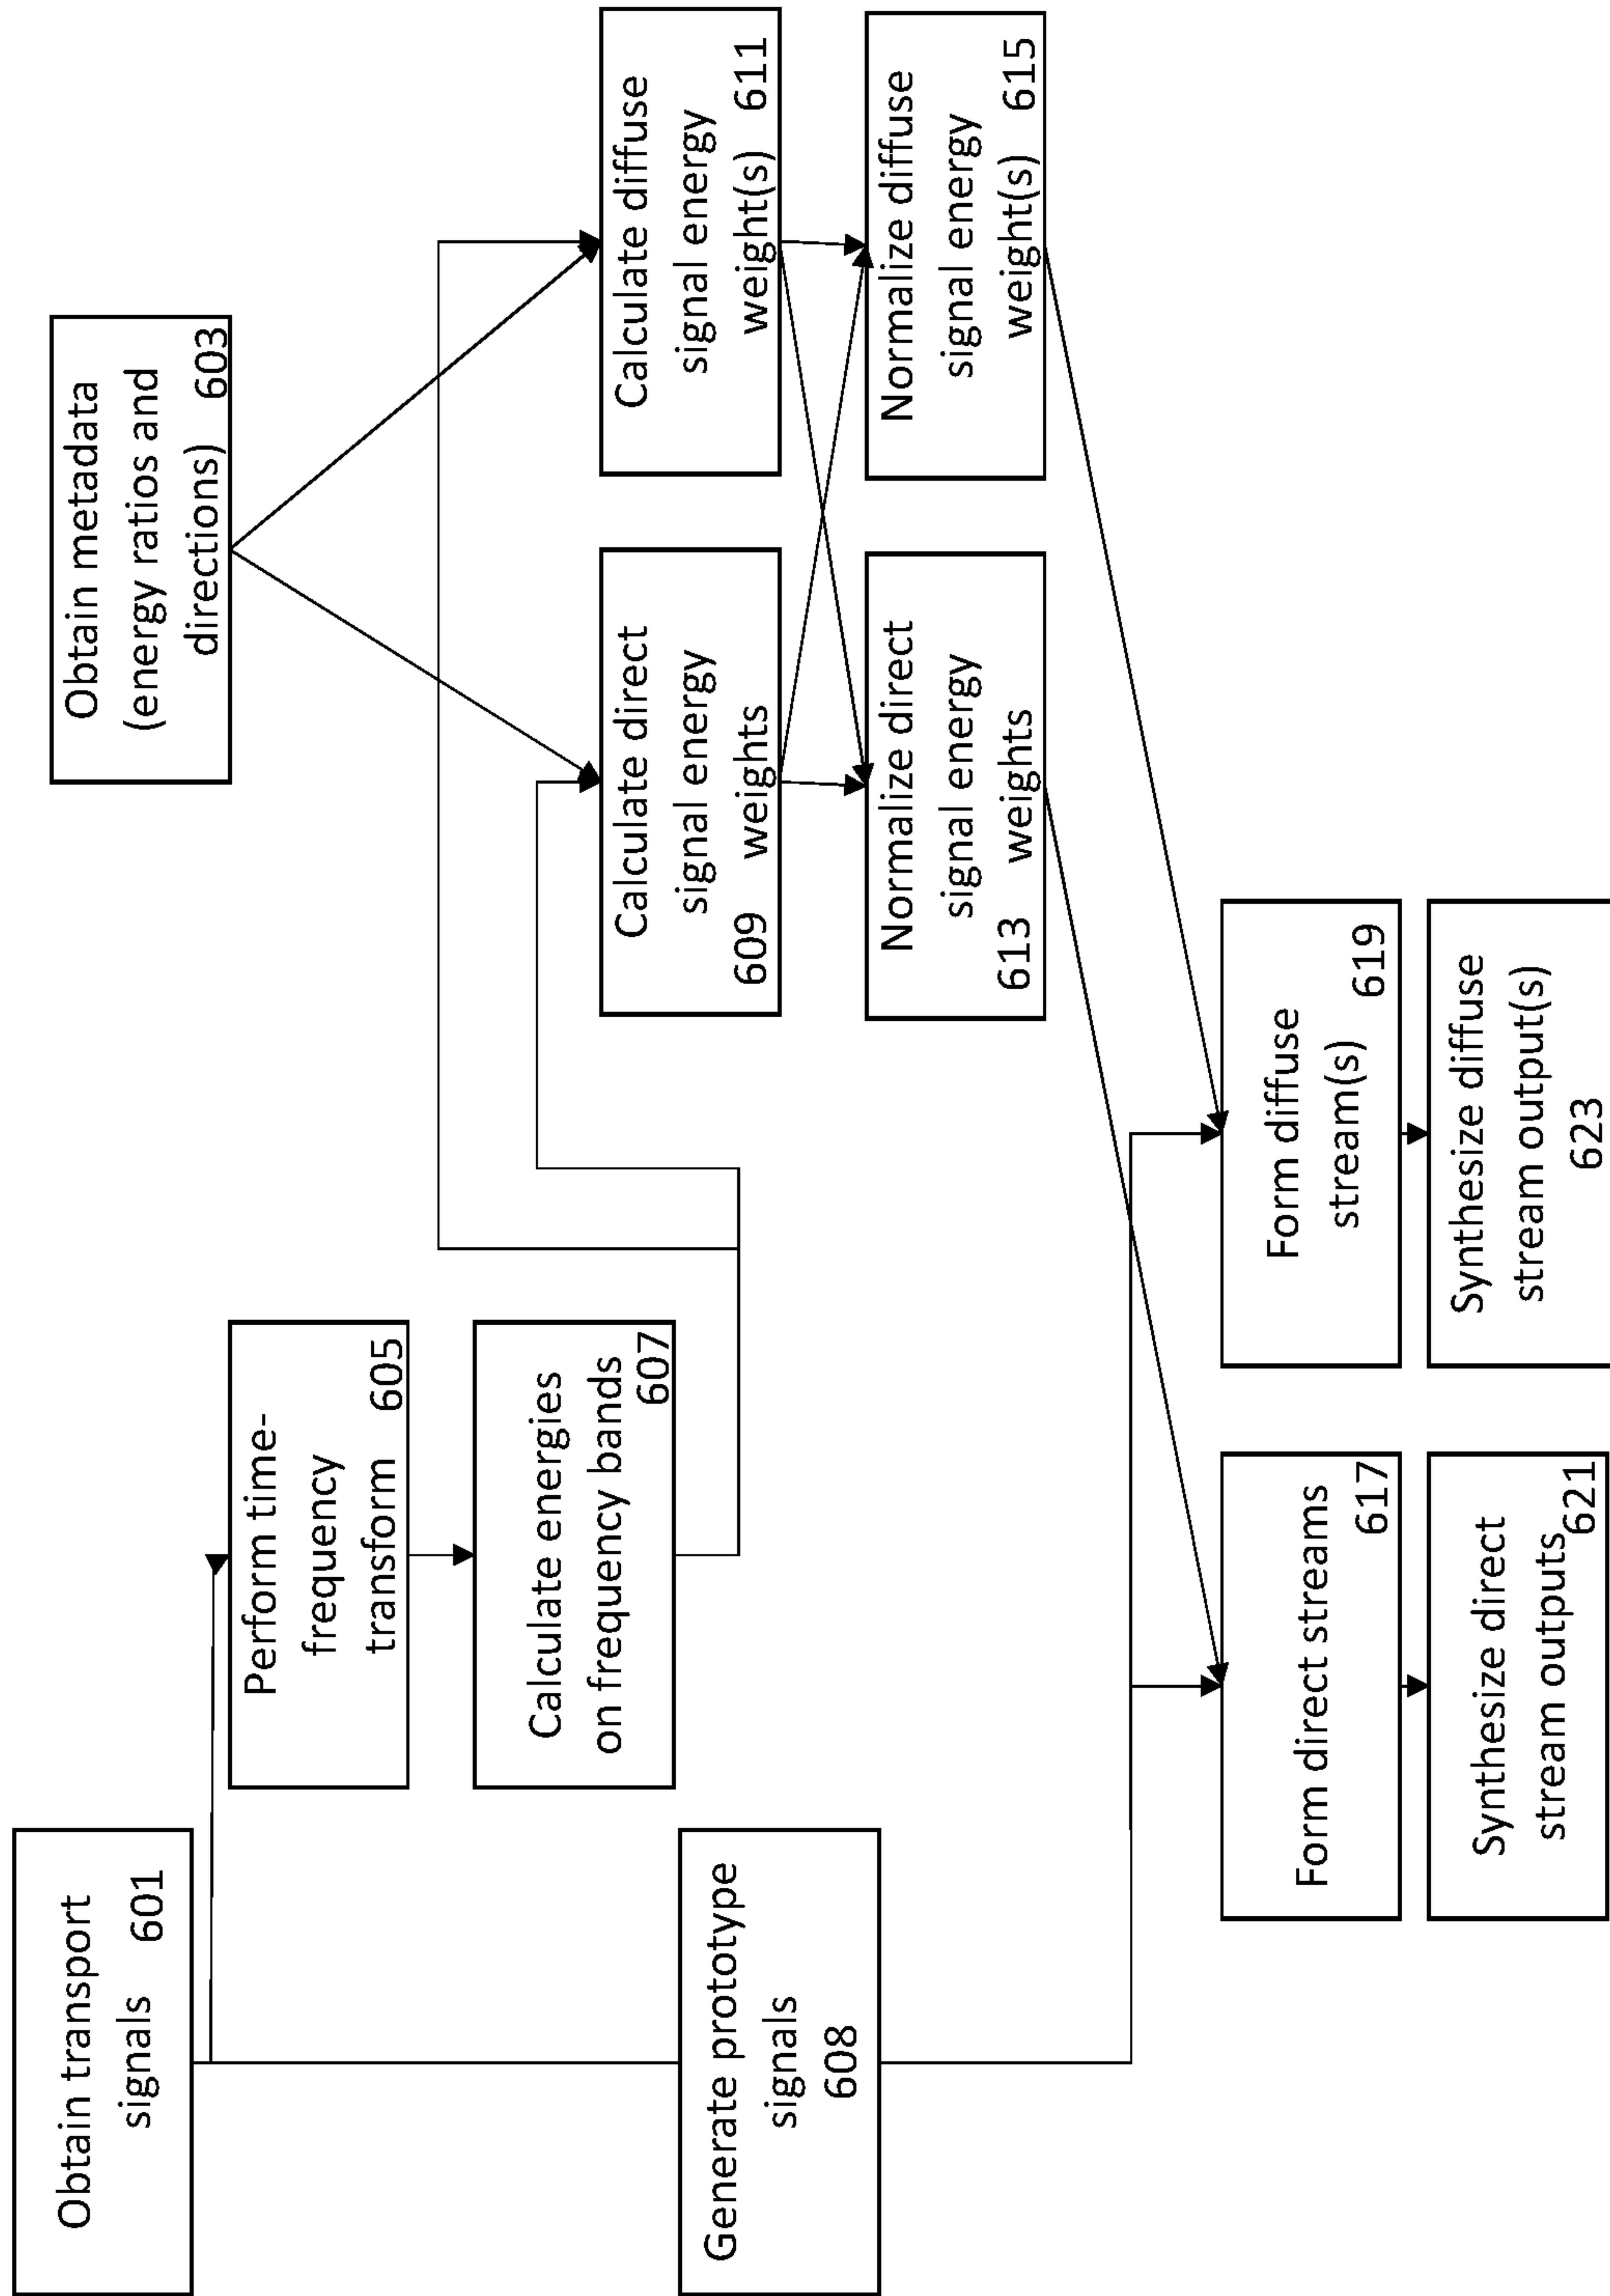 Obtain transport
signals 601
Obtain metadata
(energy ratios and
directions) 603
Perform time-
frequency
transform 605
Calculate energies
on frequency bands
607
Generate prototype
signals
608
Calculate direct
signal energy
609 weights
Calculate diffuse
signal energy
weight(s) 611
Normalize direct
signal energy
613 weights
Normalize diffuse
signal energy
weight(s) 615
Form direct streams
617
Form diffuse
stream(s)
619
Synthesize direct
stream outputs
621
Synthesize diffuse
stream output(s)
623